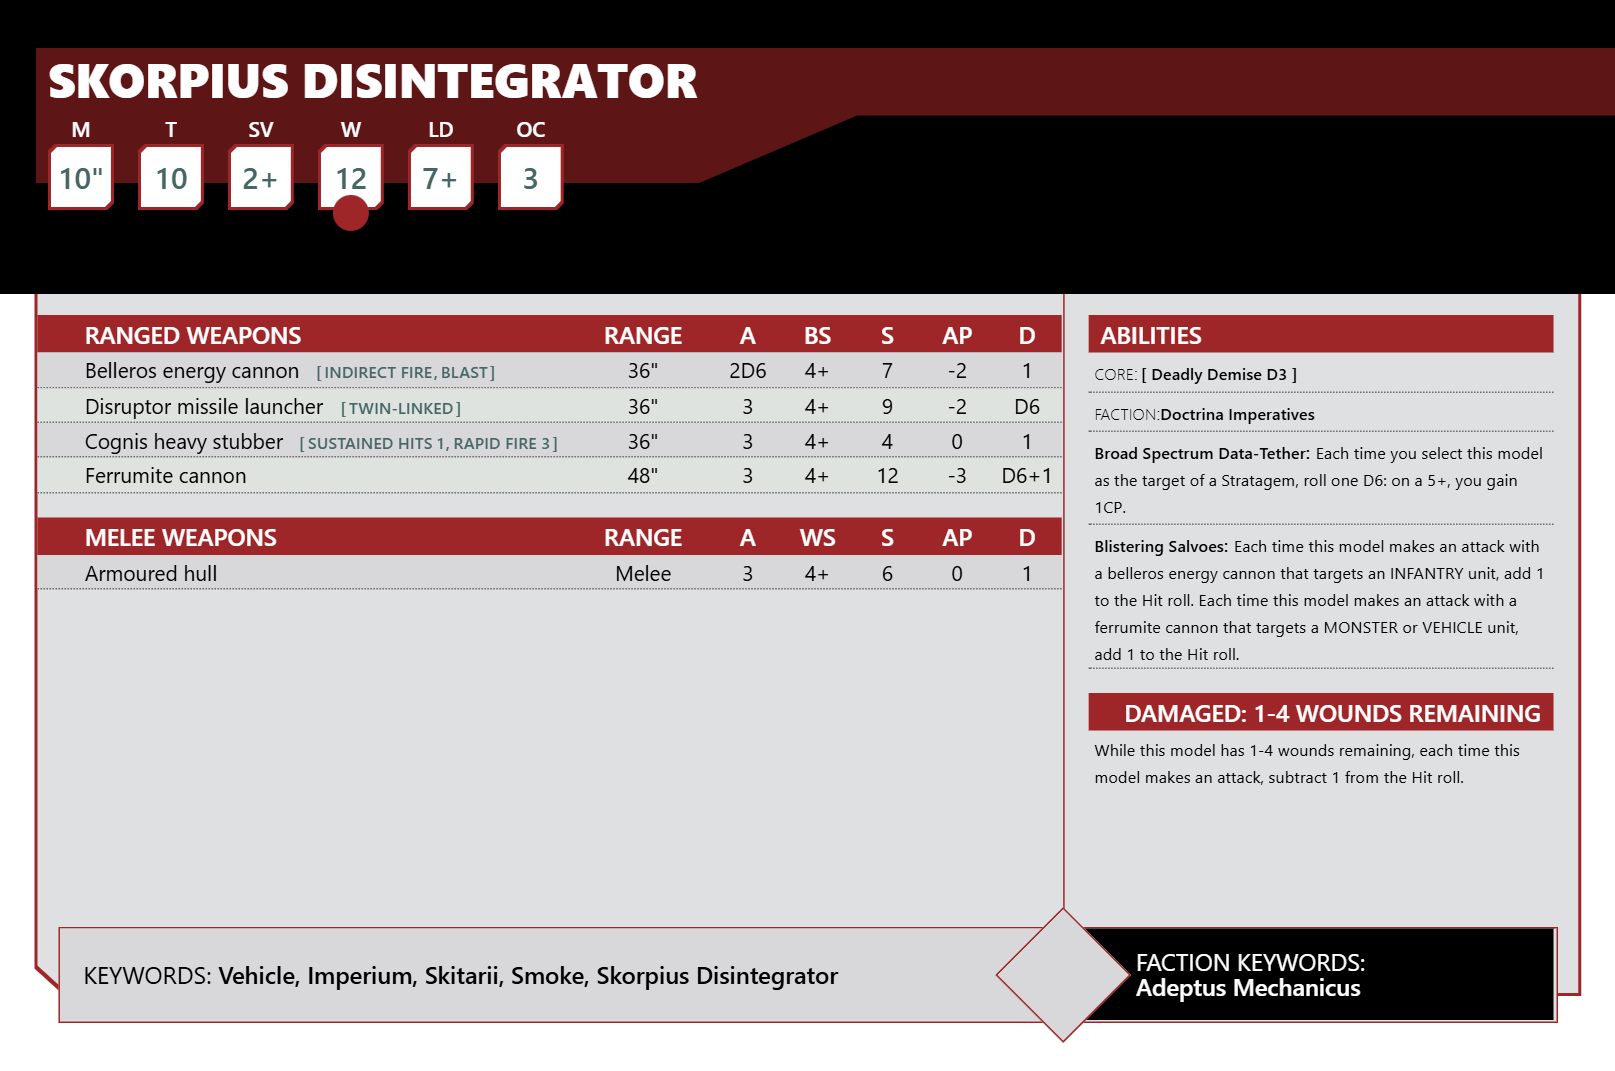 SKORPIUS DISINTEGRATOR
M T SV W LD OC
10" 10 2+ 12 7+ 3
RANGED WEAPONS RANGE A BS S AP D
Belleros energy cannon [ INDIRECT FIRE, BLAST ] 36" 2D6 4+ 7 -2 1
Disruptor missile launcher [ TWIN-LINKED ] 36" 3 4+ 9 -2 D6
Cognis heavy stubber [ SUSTAINED HITS 1, RAPID FIRE 3 ] 36" 3 4+ 4 0 1
Ferrumite cannon 48" 3 4+ 12 -3 D6+1
MELEE WEAPONS RANGE A WS S AP D
Armoured hull Melee 3 4+ 6 0 1
ABILITIES
CORE: [ Deadly Demise D3 ]
FACTION:Doctrina Imperatives
Broad Spectrum Data-Tether: Each time you select this model
as the target of a Stratagem, roll one D6: on a 5+, you gain
1CP.
Blistering Salvoes: Each time this model makes an attack with
a belleros energy cannon that targets an INFANTRY unit, add 1
to the Hit roll. Each time this model makes an attack with a
ferrumite cannon that targets a MONSTER or VEHICLE unit,
add 1 to the Hit roll.
DAMAGED: 1-4 WOUNDS REMAINING
While this model has 1-4 wounds remaining, each time this
model makes an attack, subtract 1 from the Hit roll.
KEYWORDS: Vehicle, Imperium, Skitarii, Smoke, Skorpius Disintegrator
FACTION KEYWORDS:
Adeptus Mechanicus